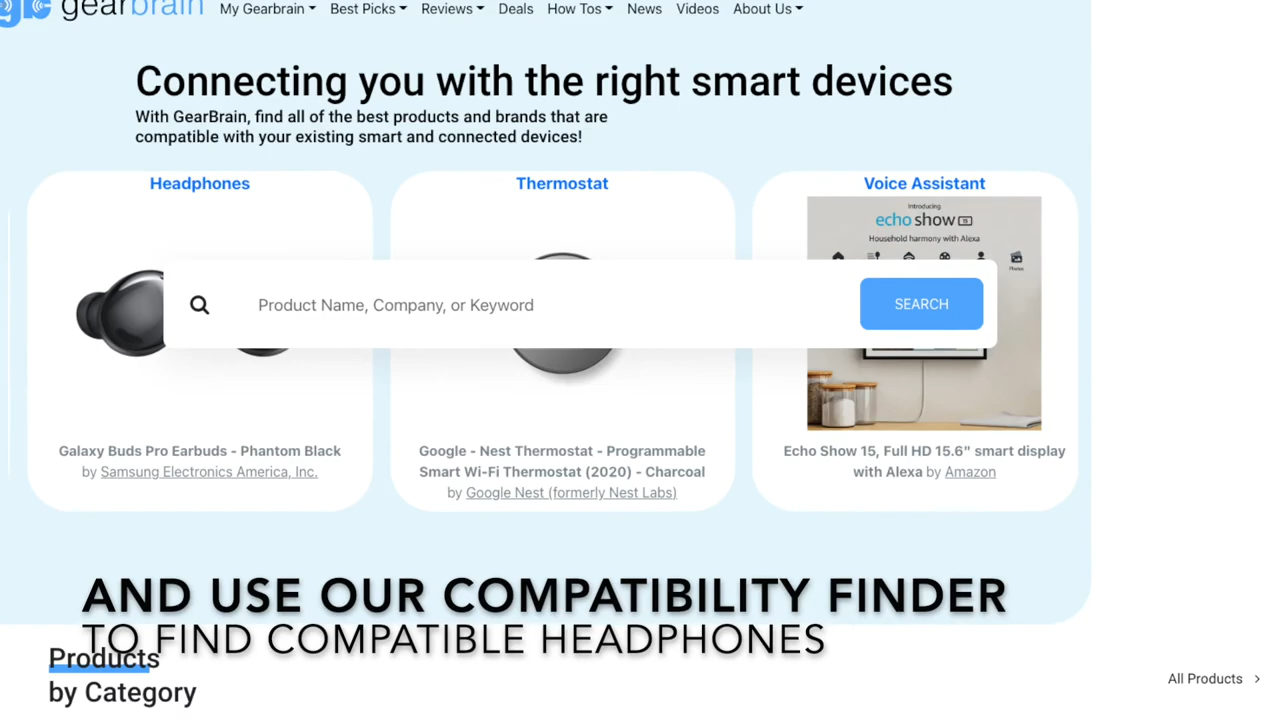 gearbrain My Gearbrain Best Picks Reviews Deals How Tos News Videos About Us
Connecting you with the right smart devices
With GearBrain, find all of the best products and brands that are
compatible with your existing smart and connected devices!
Headphones
Thermostat
Voice Assistant
Introducing
echo show 15
Household harmony with Alexa
Photos
Product Name, Company, or Keyword
SEARCH
Galaxy Buds Pro Earbuds - Phantom Black
by Samsung Electronics America, Inc.
Google - Nest Thermostat - Programmable
Smart Wi-Fi Thermostat (2020) - Charcoal
by Google Nest (formerly Nest Labs)
Echo Show 15, Full HD 15.6" smart display
with Alexa by Amazon
AND USE OUR COMPATIBILITY FINDER
TO FIND COMPATIBLE HEADPHONES
Products
by Category
All Products